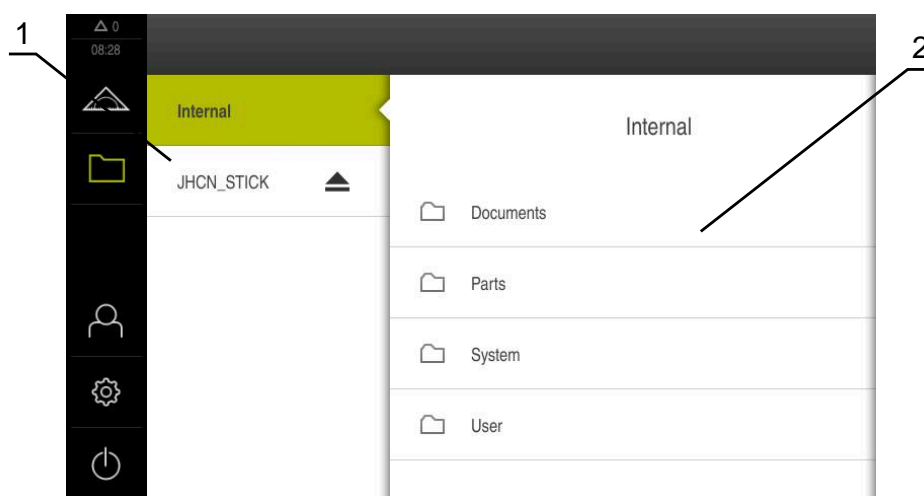 1
2
0
08:28
Internal
JHCN_STICK
Internal
Documents
Parts
System
User